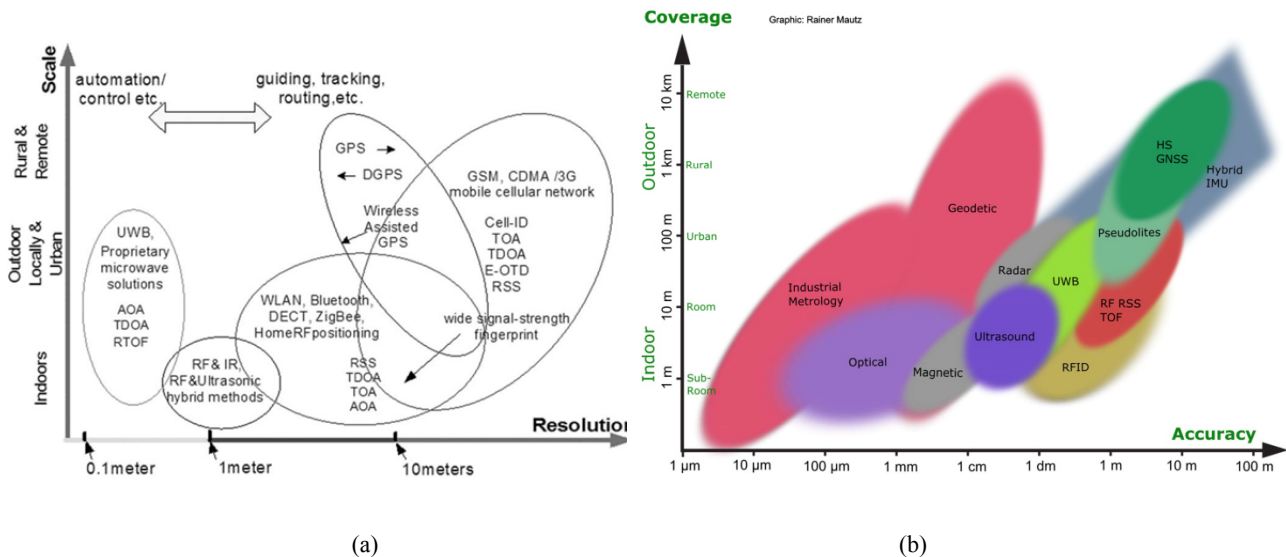 Scale
Rural &
Remote
Outdoor
Locally &
Urban
Indoors
automation/
control etc.
guiding, tracking,
routing,etc.
GPS
DGPS
Wireless
Assisted
GPS
GSM, CDMA /3G
mobile cellular network
Cell-ID
TOA
TDOA
E-OTD
RSS
UWB,
Proprietary
microwave
solutions
AOA
TDOA
RTOF
WLAN, Bluetooth,
DECT, ZigBee,
HomeRFpositioning
RSS
TDOA
TOA
AOA
wide signal-strength
fingerprint
RF& IR,
RF&Ultrasonic
hybrid methods
Resolution
0.1meter
1meter
10meters
(a)
Coverage
Graphic: Rainer Mautz
Outdoor
Indoor
10 km
1 km
100 m
10 m
1 m
Remote
Rural
Urban
Room
Sub-
Room
HS
GNSS
Hybrid
IMU
Geodetic
Pseudolites
Radar
UWB
Industrial
Metrology
RF RSS
TOF
Ultrasound
Optical
Magnetic
RFID
Accuracy
1 µm
10 µm
100 µm
1 mm
1 cm
1 dm
1 m
10 m
100 m
(b)